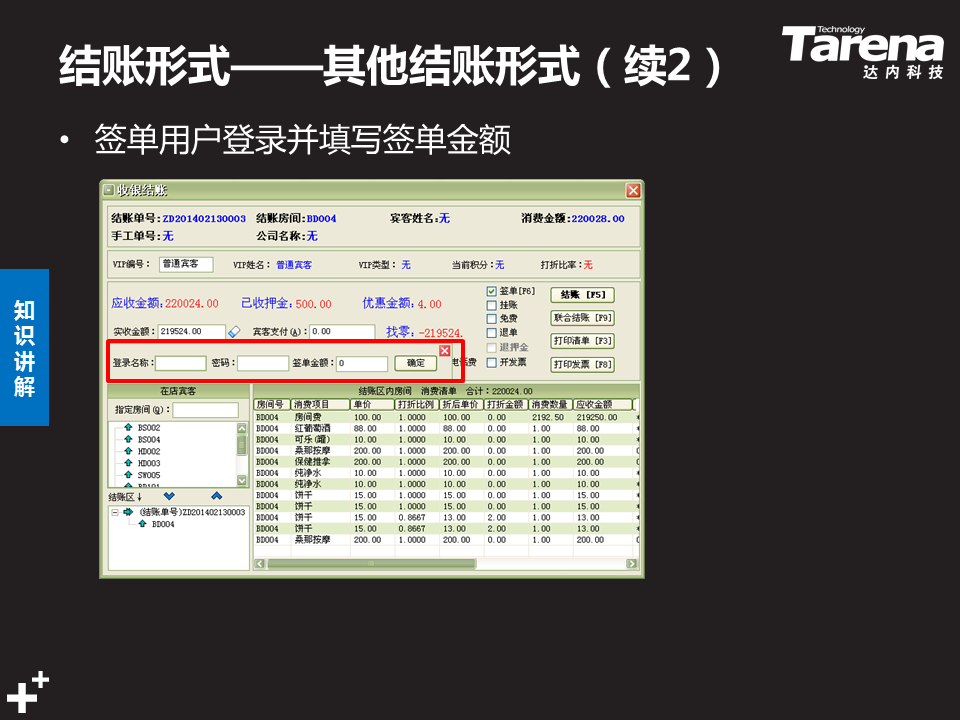 结账形式——其他结账形式（续2）
Technology
Tarena
达内科技
• 签单用户登录并填写签单金额
知识讲解
收银结账
结账单号:ZD201402130003 结账房间:BD004 宾客姓名:无 消费金额:220028.00
手工单号:无 公司名称:无
VIP编号： 普通宾客 VIP姓名： 普通宾客 VIP类型： 无 当前积分：无 打折比率：无
应收金额:220024.00 已收押金:500.00 优惠金额:4.00
实收金额：219524.00 宾客支付(A)：0.00 找零：-219524.
签单[F6]
挂账
免费
退单
退押金
开发票
结账 [F5]
联合结账 [F9]
打印清单 [F3]
打印发票 [F8]
登录名称： 密码： 签单金额：0 确定 电话费
在店宾客
指定房间(Q)：
BS002
BS004
HD002
HD003
SW005
结账区↓
(结账单号)ZD201402130003
BD004
结账区内房间 消费清单 合计：220024.00
房间号 消费项目 单价 打折比例 折后单价 打折金额 消费数量 应收金额
BD004 房间费 100.00 1.0000 100.00 0.00 2192.50 219250.00
BD004 红葡萄酒 88.00 1.0000 88.00 0.00 1.00 88.00
BD004 可乐(罐) 10.00 1.0000 10.00 0.00 1.00 10.00
BD004 桑那按摩 200.00 1.0000 200.00 0.00 1.00 200.00
BD004 保健推拿 200.00 1.0000 200.00 0.00 1.00 200.00
BD004 纯净水 10.00 1.0000 10.00 0.00 1.00 10.00
BD004 纯净水 10.00 1.0000 10.00 0.00 1.00 10.00
BD004 饼干 15.00 1.0000 15.00 0.00 1.00 15.00
BD004 饼干 15.00 1.0000 15.00 0.00 1.00 15.00
BD004 饼干 15.00 0.8667 13.00 2.00 1.00 13.00
BD004 饼干 15.00 0.8667 13.00 2.00 1.00 13.00
BD004 桑那按摩 200.00 1.0000 200.00 0.00 1.00 200.00